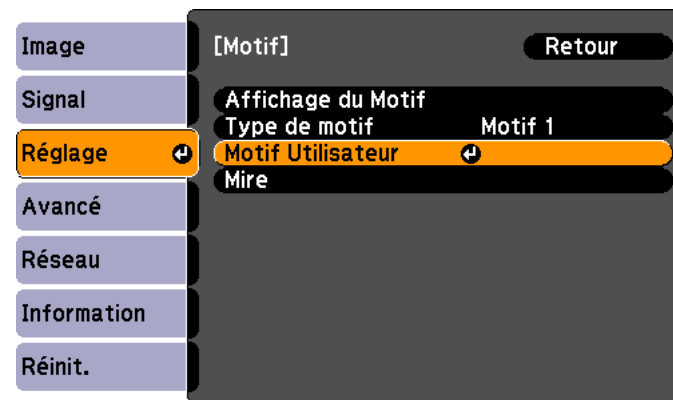 Image
Signal
Réglage
Avancé
Réseau
Information
Réinit.
[Motif] Retour
Affichage du Motif
Type de motif Motif 1
Motif Utilisateur
Mire